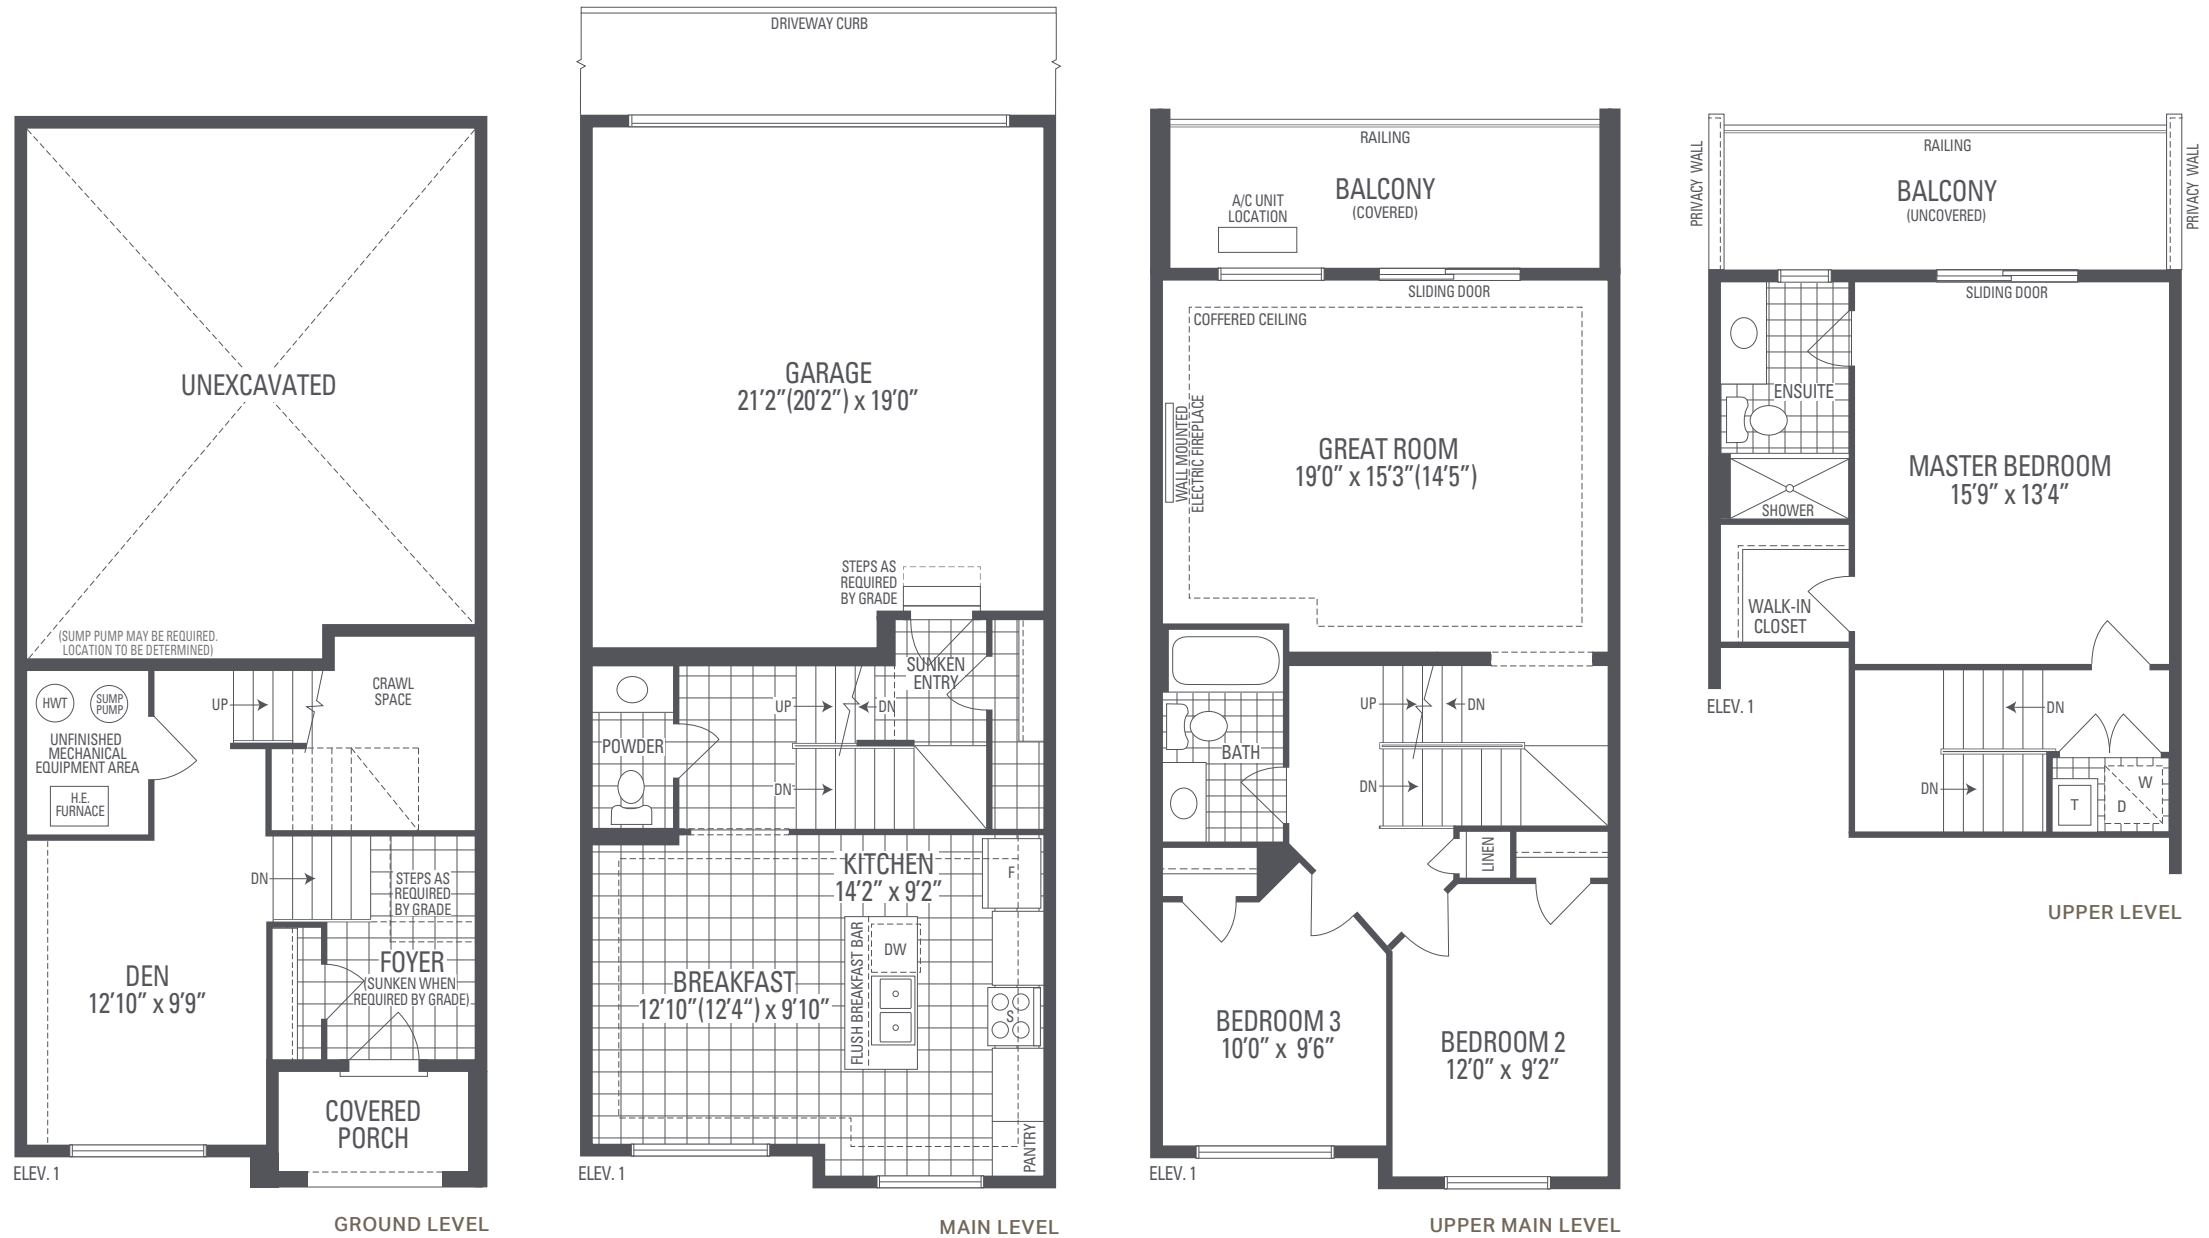 UNEXCAVATED
(SUMP PUMP MAY BE REQUIRED.
LOCATION TO BE DETERMINED)
HWT
SUMP
PUMP
UNFINISHED
MECHANICAL
EQUIPMENT AREA
H.E.
FURNACE
UP
CRAWL
SPACE
DN
STEPS AS
REQUIRED
BY GRADE
FOYER
(SUNKEN WHEN
REQUIRED BY GRADE)
DEN
12'10" x 9'9"
COVERED
PORCH
ELEV. 1
GROUND LEVEL
DRIVEWAY CURB
GARAGE
21'2"(20'2") x 19'0"
STEPS AS
REQUIRED
BY GRADE
SUNKEN
ENTRY
UP
DN
POWDER
DN
KITCHEN
14'2" x 9'2"
F
FLUSH BREAKFAST BAR
DW
BREAKFAST
12'10"(12'4") x 9'10"
S
PANTRY
ELEV. 1
MAIN LEVEL
RAILING
BALCONY
(COVERED)
A/C UNIT
LOCATION
SLIDING DOOR
COFFERED CEILING
WALL MOUNTED
ELECTRIC FIREPLACE
GREAT ROOM
19'0" x 15'3"(14'5")
UP
DN
BATH
DN
LINEN
BEDROOM 3
10'0" x 9'6"
BEDROOM 2
12'0" x 9'2"
ELEV. 1
UPPER MAIN LEVEL
PRIVACY WALL
RAILING
PRIVACY WALL
BALCONY
(UNCOVERED)
SLIDING DOOR
ENSUITE
MASTER BEDROOM
15'9" x 13'4"
SHOWER
WALK-IN
CLOSET
ELEV. 1
DN
DN
T
W
D
UPPER LEVEL